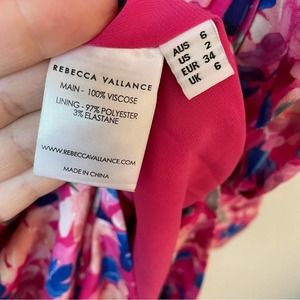 REBECCA VALLANCE
MAIN - 100% VISCOSE
LINING - 97% POLYESTER
3% ELASTANE
WWW.REBECCAVALLANCE.COM
MADE IN CHINA
AUS 6
US 2
EUR 34
UK 6